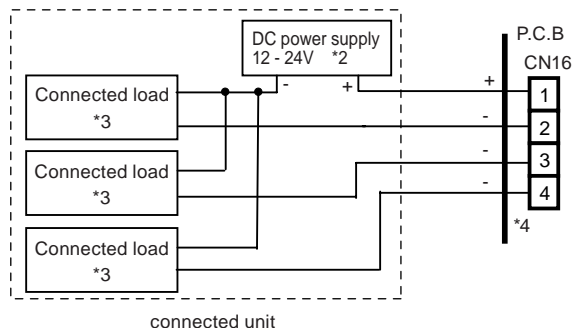 DC power supply
12 - 24V *2
- +
P.C.B
CN16
Connected load
*3
+
1
-
2
Connected load
*3
-
3
-
4
*4
Connected load
*3
connected unit